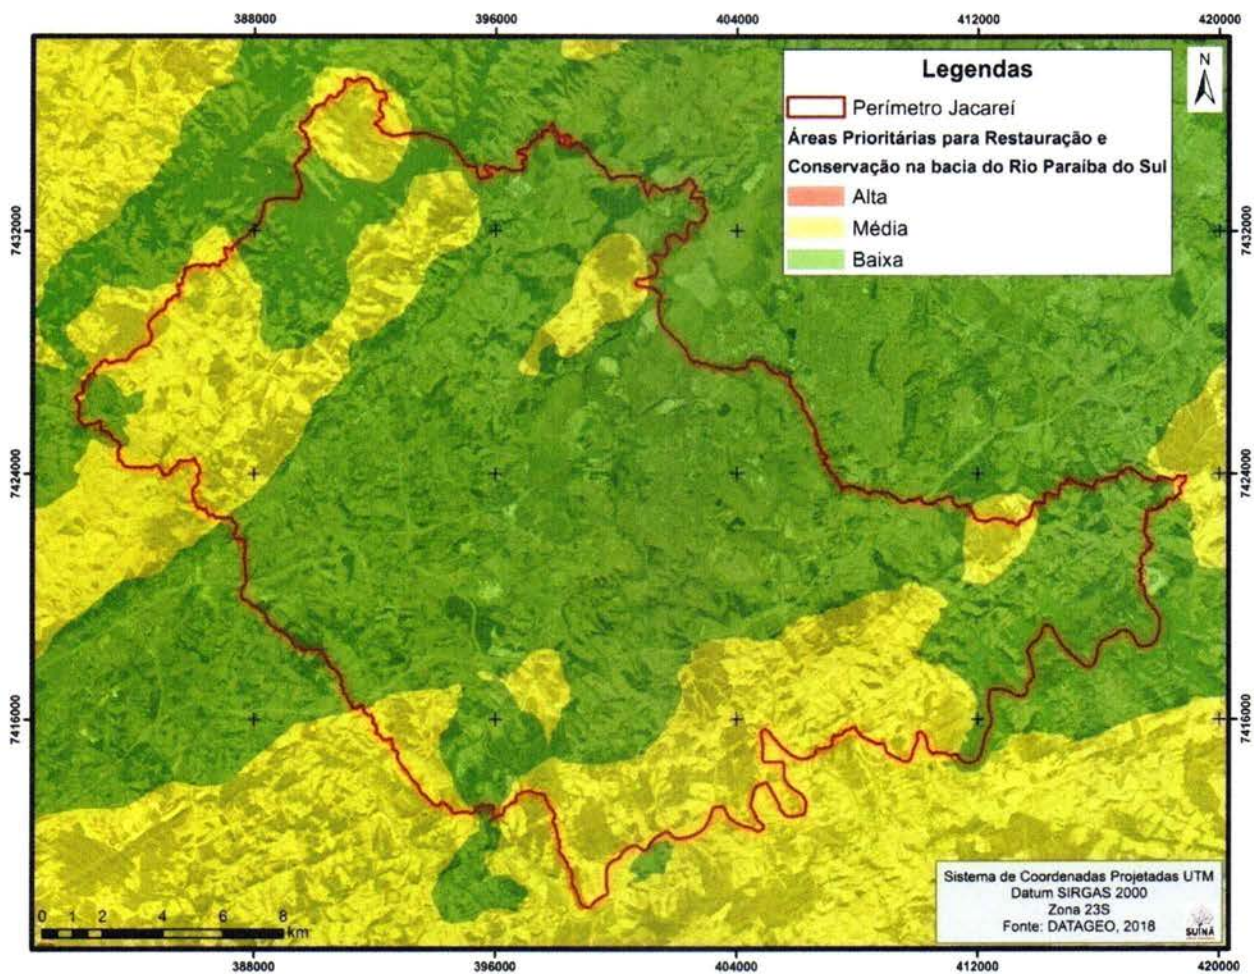 388000 396000 404000 412000 420000
Legendas
N
Perímetro Jacareí
Áreas Prioritárias para Restauração e
Conservação na bacia do Rio Paraíba do Sul
Alta
Média
Baixa
7432000 7432000
7424000 7424000
7416000 7416000
Sistema de Coordenadas Projetadas UTM
Datum SIRGAS 2000
Zona 23S
Fonte: DATAGEO, 2018
SUINÃ
0 1 2 4 6 8
km
388000 396000 404000 412000 420000